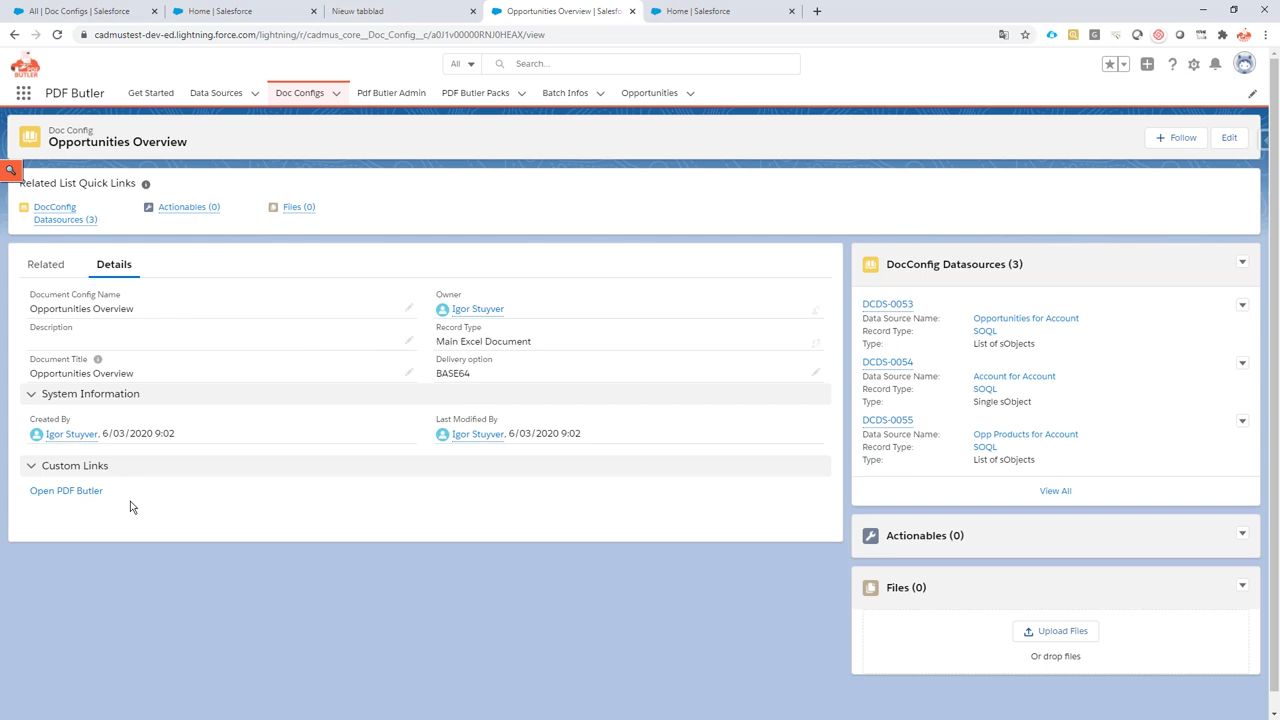 All | Doc Configs | Salesforce
Home | Salesforce
Nieuw tabblad
Opportunities Overview | Salesf
Home | Salesforce
cadmustest-dev-ed.lightning.force.com/lightning/r/cadmus_core__Doc_Config__c/a0J1v00000RNJ0HEAX/view
BUTLER
All
Search...
PDF Butler
Get Started
Data Sources
Doc Configs
Pdf Butler Admin
PDF Butler Packs
Batch Infos
Opportunities
Doc Config
Opportunities Overview
Follow
Edit
Related List Quick Links
DocConfig
Datasources (3)
Actionables (0)
Files (0)
Related
Details
Document Config Name
Opportunities Overview
Owner
Igor Stuyver
Description
Record Type
Main Excel Document
Document Title
Opportunities Overview
Delivery option
BASE64
System Information
Created By
Igor Stuyver, 6/03/2020 9:02
Last Modified By
Igor Stuyver, 6/03/2020 9:02
Custom Links
Open PDF Butler
DocConfig Datasources (3)
DCDS-0053
Data Source Name: Opportunities for Account
Record Type: SOQL
Type: List of sObjects
DCDS-0054
Data Source Name: Account for Account
Record Type: SOQL
Type: Single sObject
DCDS-0055
Data Source Name: Opp Products for Account
Record Type: SOQL
Type: List of sObjects
View All
Actionables (0)
Files (0)
Upload Files
Or drop files